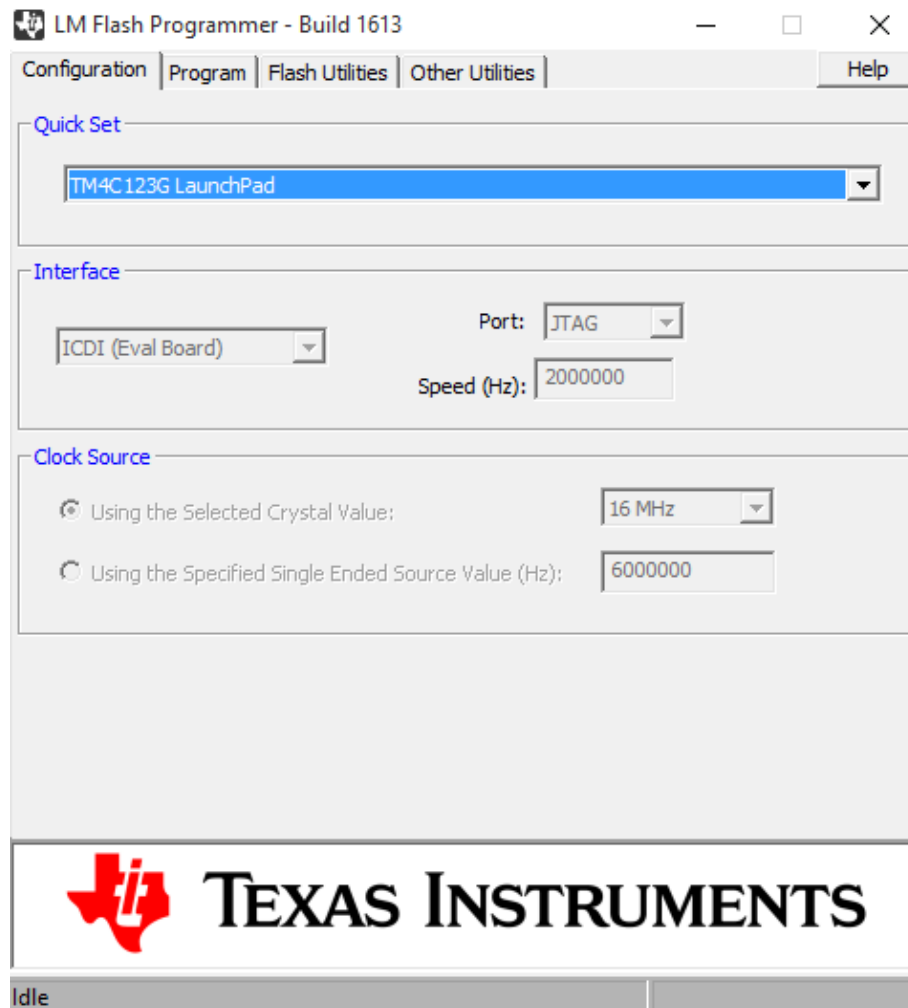 LM Flash Programmer - Build 1613
Configuration Program Flash Utilities Other Utilities Help
Quick Set
TM4C123G LaunchPad
Interface
ICDI (Eval Board)
Port: JTAG
Speed (Hz): 2000000
Clock Source
Using the Selected Crystal Value: 16 MHz
Using the Specified Single Ended Source Value (Hz): 6000000
TEXAS INSTRUMENTS
Idle